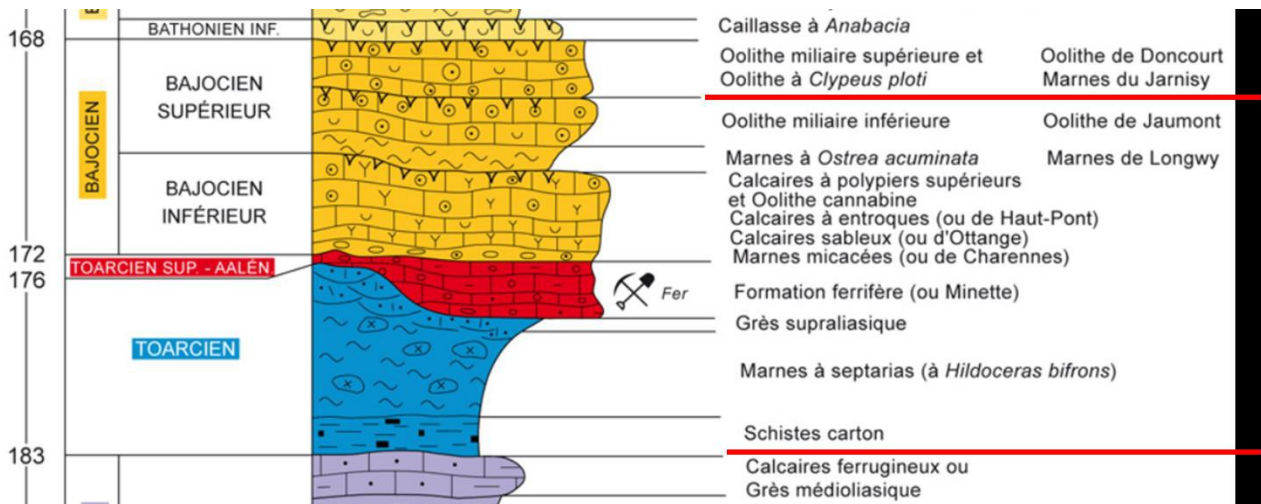 BATHONIEN INF.
Caillasse à Anabacia
168
Oolithe miliaire supérieure et
Oolithe à Clypeus ploti
Oolithe de Doncourt
Marnes du Jarnisy
BAJOCIEN
BAJOCIEN
SUPÉRIEUR
Oolithe miliaire inférieure
Oolithe de Jaumont
Marnes à Ostrea acuminata
Marnes de Longwy
BAJOCIEN
INFÉRIEUR
Calcaires à polypiers supérieurs
et Oolithe cannabine
Calcaires à entroques (ou de Haut-Pont)
Calcaires sableux (ou d'Ottange)
Marnes micacées (ou de Charennes)
172
TOARCIEN SUP. - AALÉN.
176
Fer
Formation ferrifère (ou Minette)
Grès supraliasique
TOARCIEN
Marnes à septarias (à Hildoceras bifrons)
Schistes carton
183
Calcaires ferrugineux ou
Grès médioliasique